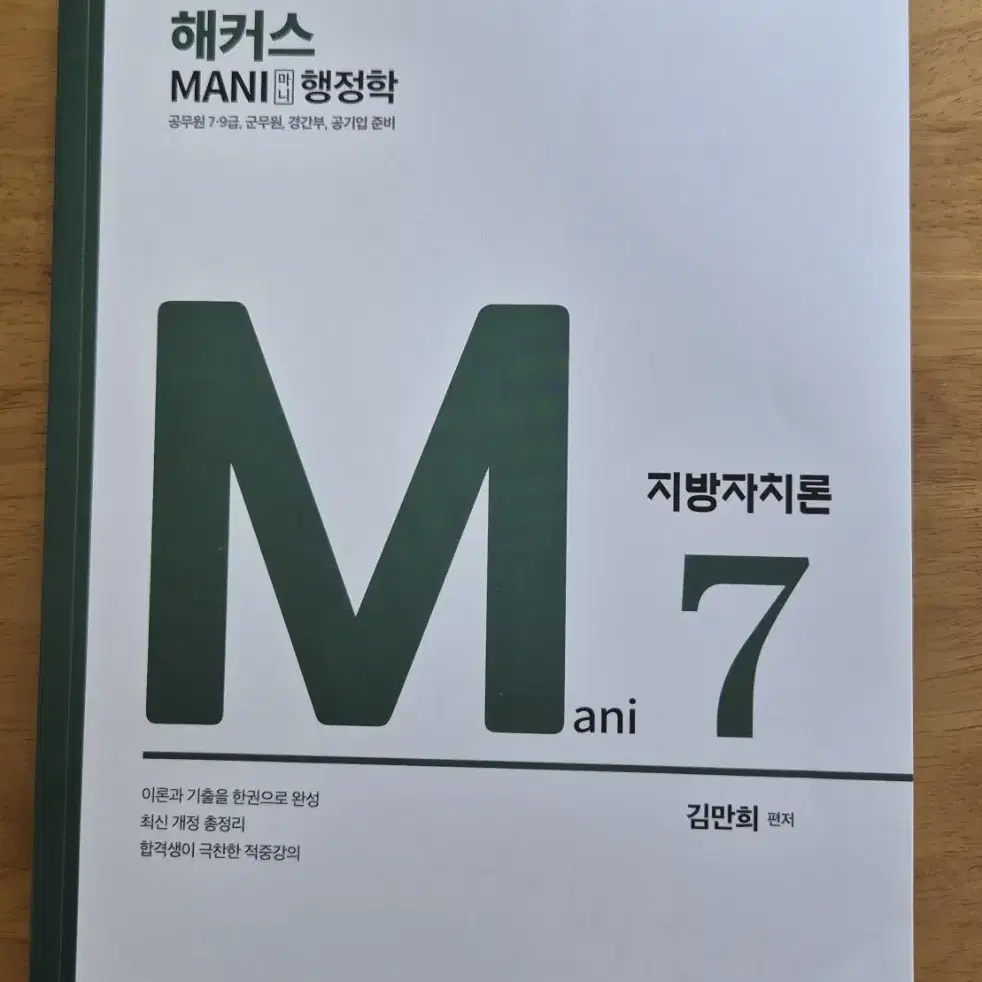 해커스
MANI 마니 행정학
공무원 7·9급, 군무원, 경간부, 공기업 준비
지방자치론
Mani 7
이론과 기출을 한권으로 완성
최신 개정 총정리
합격생이 극찬한 적중강의
김만희 편저